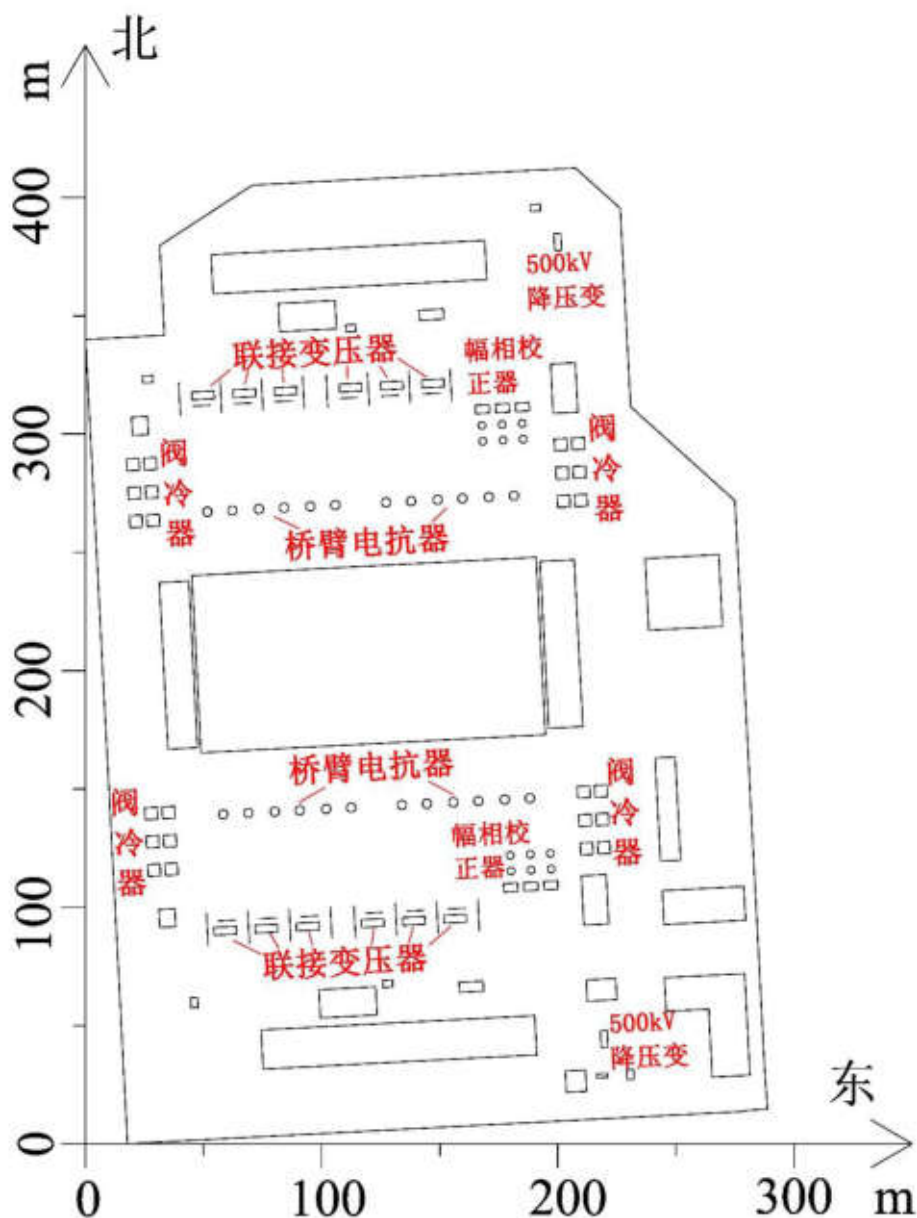 北
m
400
300
200
100
0
500kV
降压变
联接变压器
幅相校
正器
阀
冷
器
阀
冷
器
桥臂电抗器
桥臂电抗器
阀
冷
器
阀
冷
器
幅相校
正器
联接变压器
500kV
降压变
东
0
100
200
300
m